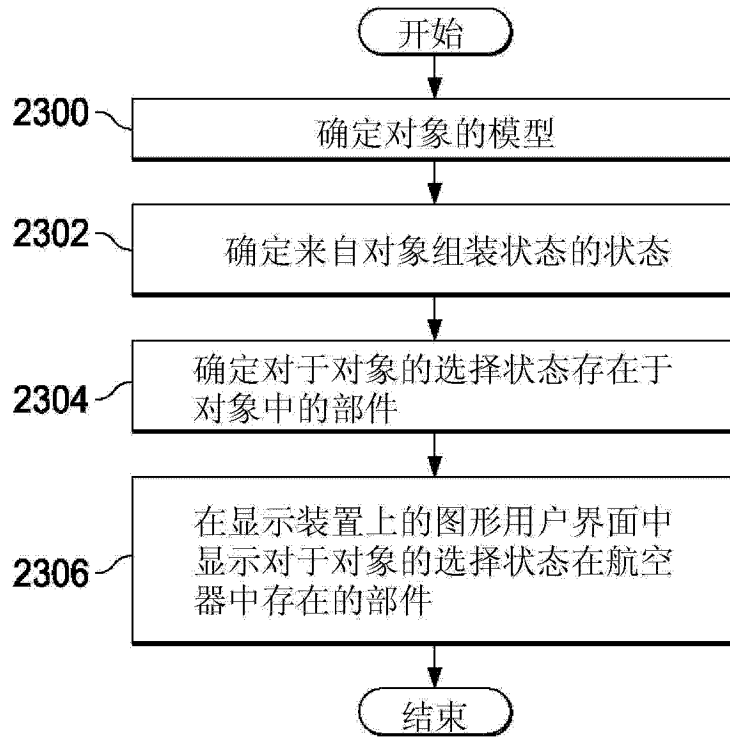 开始
2300
确定对象的模型
2302
确定来自对象组装状态的状态
2304
确定对于对象的选择状态存在于
对象中的部件
2306
在显示装置上的图形用户界面中
显示对于对象的选择状态在航空
器中存在的部件
结束